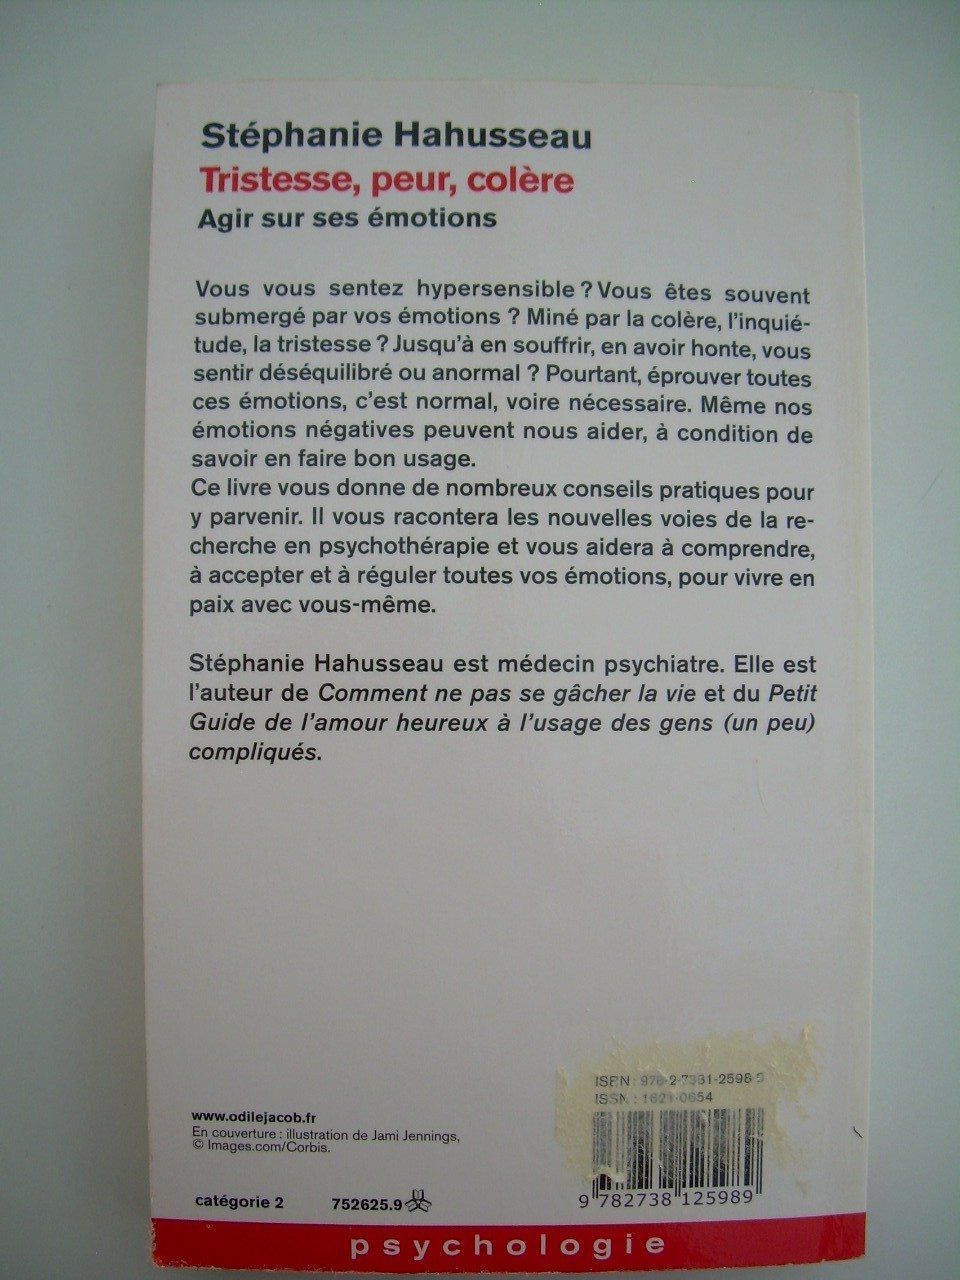 Stéphanie Hahusseau
Tristesse, peur, colère
Agir sur ses émotions
Vous vous sentez hypersensible ? Vous êtes souvent
submergé par vos émotions ? Miné par la colère, l'inquié-
tude, la tristesse ? Jusqu'à en souffrir, en avoir honte, vous
sentir déséquilibré ou anormal ? Pourtant, éprouver toutes
ces émotions, c'est normal, voire nécessaire. Même nos
émotions négatives peuvent nous aider, à condition de
savoir en faire bon usage.
Ce livre vous donne de nombreux conseils pratiques pour
y parvenir. Il vous racontera les nouvelles voies de la re-
cherche en psychothérapie et vous aidera à comprendre,
à accepter et à réguler toutes vos émotions, pour vivre en
paix avec vous-même.
Stéphanie Hahusseau est médecin psychiatre. Elle est
l'auteur de Comment ne pas se gâcher la vie et du Petit
Guide de l'amour heureux à l'usage des gens (un peu)
compliqués.
ISBN : 978-2-7381-2598-9
ISSN : 1621-0654
www.odilejacob.fr
En couverture : illustration de Jami Jennings,
© Images.com/Corbis.
catégorie 2 752625.9
9 782738 125989
psychologie